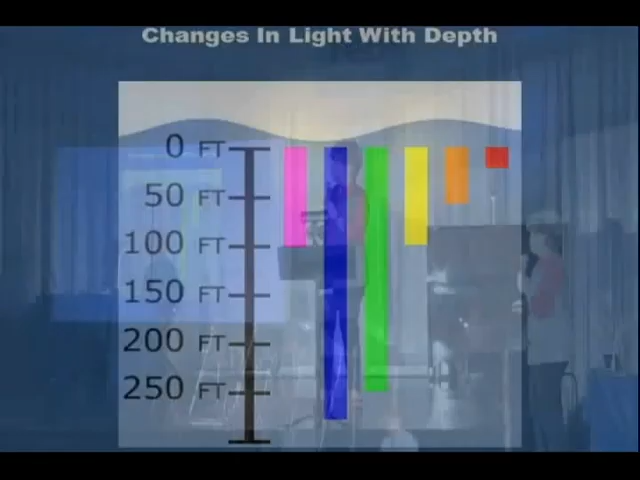 Changes In Light With Depth
0 FT
50 FT
100 FT
150 FT
200 FT
250 FT